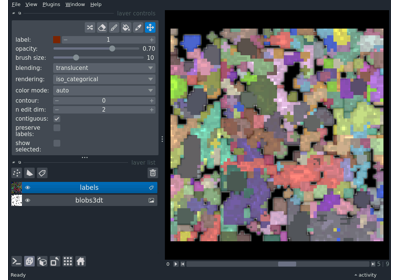 File View Plugins Window Help
layer controls
label: 1
opacity: 0.70
brush size: 10
blending: translucent
rendering: iso_categorical
color mode: auto
contour: 0
n edit dim: 2
contiguous:
preserve
labels:
show
selected:
layer list
labels
blobs3dt
Ready
activity